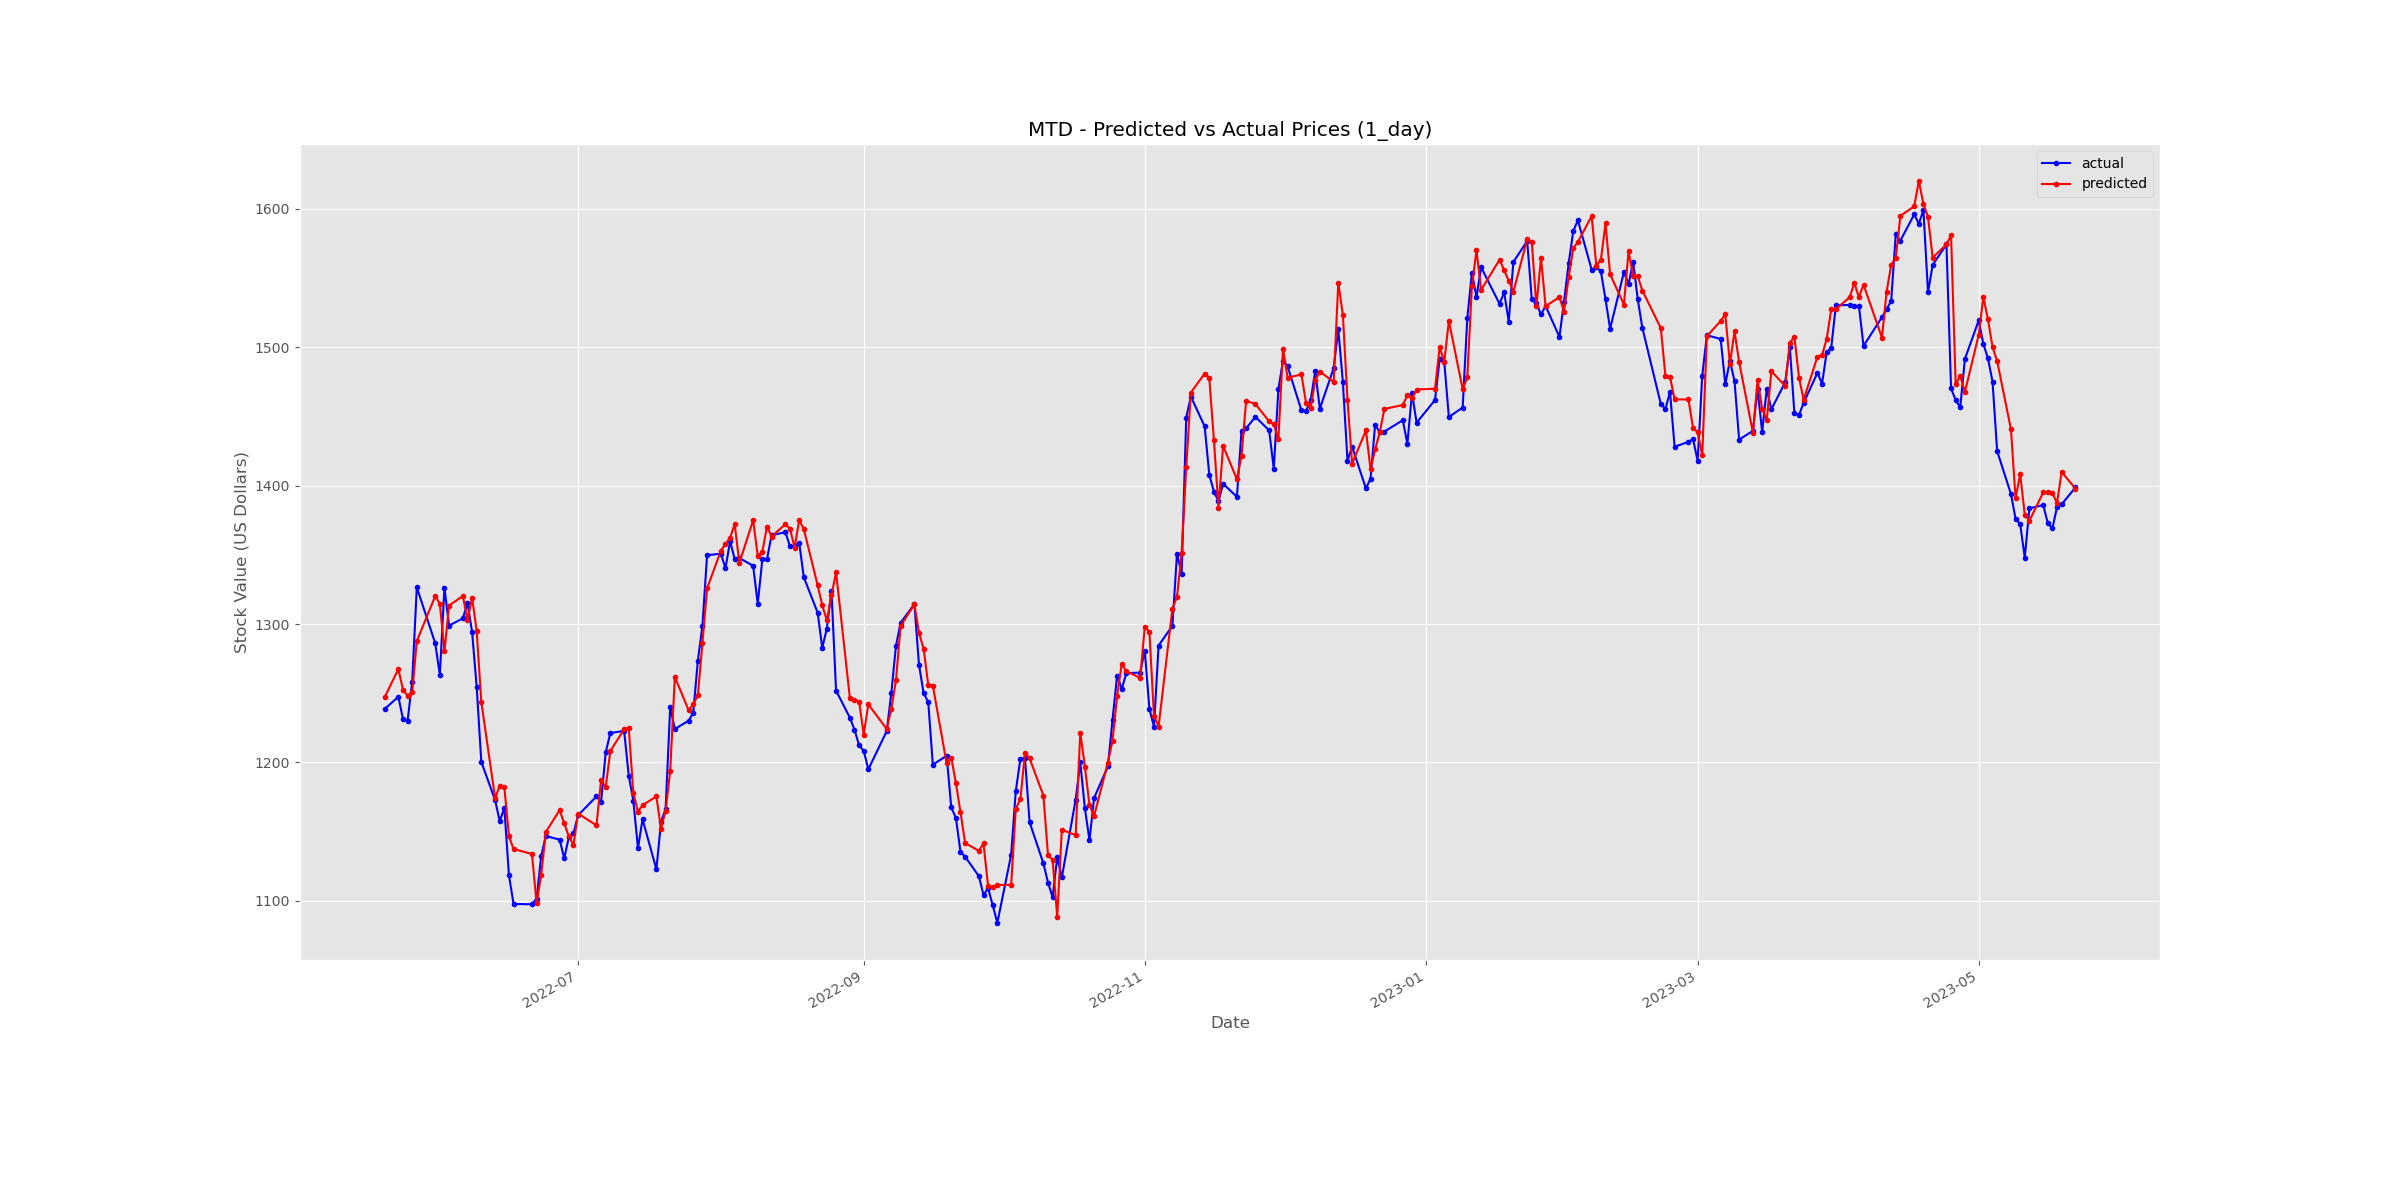 MTD - Predicted vs Actual Prices (1_day)
actual
predicted
1600
1500
1400
1300
1200
1100
Stock Value (US Dollars)
2022-07
2022-09
2022-11
2023-01
2023-03
2023-05
Date